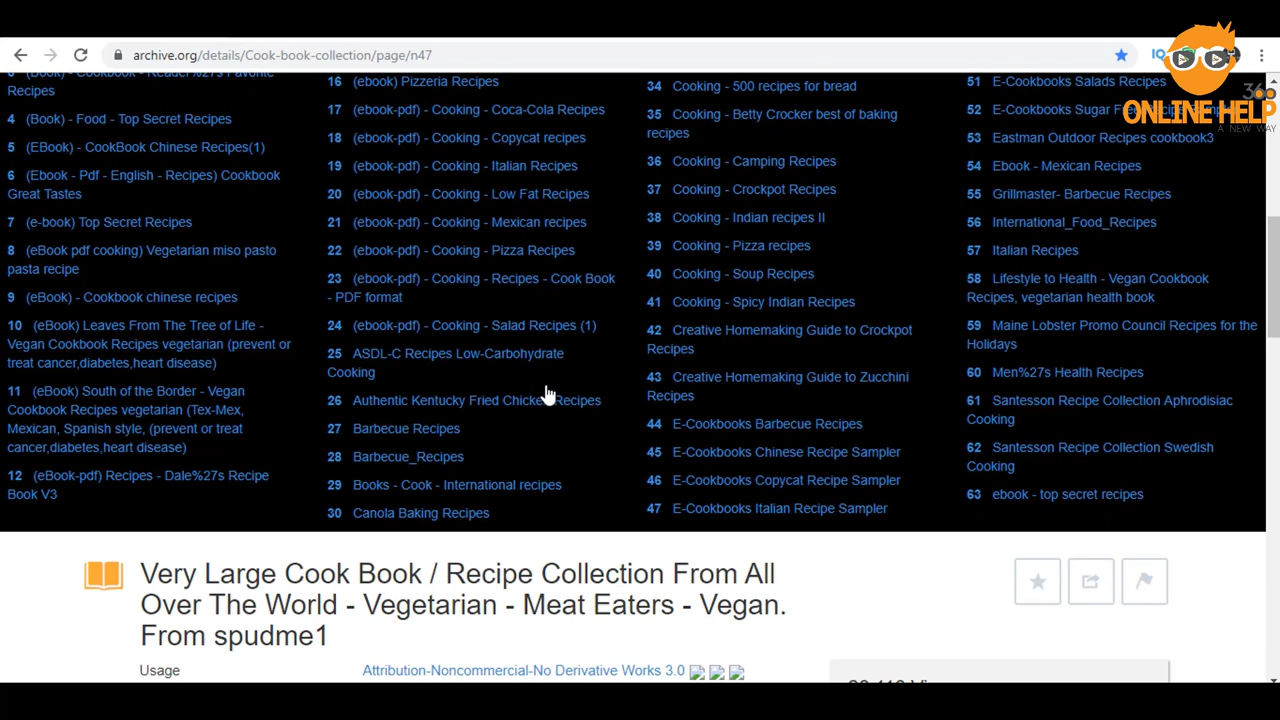 archive.org/details/Cook-book-collection/page/n47
360
ONLINE HELP
A NEW WAY
(Book) - Cookbook - Reader%27s Favorite
Recipes
4 (Book) - Food - Top Secret Recipes
5 (EBook) - CookBook Chinese Recipes(1)
6 (Ebook - Pdf - English - Recipes) Cookbook
Great Tastes
7 (e-book) Top Secret Recipes
8 (eBook pdf cooking) Vegetarian miso pasto
pasta recipe
9 (eBook) - Cookbook chinese recipes
10 (eBook) Leaves From The Tree of Life -
Vegan Cookbook Recipes vegetarian (prevent or
treat cancer,diabetes,heart disease)
11 (eBook) South of the Border - Vegan
Cookbook Recipes vegetarian (Tex-Mex,
Mexican, Spanish style, (prevent or treat
cancer,diabetes,heart disease)
12 (eBook-pdf) Recipes - Dale%27s Recipe
Book V3
16 (ebook) Pizzeria Recipes
17 (ebook-pdf) - Cooking - Coca-Cola Recipes
18 (ebook-pdf) - Cooking - Copycat recipes
19 (ebook-pdf) - Cooking - Italian Recipes
20 (ebook-pdf) - Cooking - Low Fat Recipes
21 (ebook-pdf) - Cooking - Mexican recipes
22 (ebook-pdf) - Cooking - Pizza Recipes
23 (ebook-pdf) - Cooking - Recipes - Cook Book
- PDF format
24 (ebook-pdf) - Cooking - Salad Recipes (1)
25 ASDL-C Recipes Low-Carbohydrate
Cooking
26 Authentic Kentucky Fried Chicken Recipes
27 Barbecue Recipes
28 Barbecue_Recipes
29 Books - Cook - International recipes
30 Canola Baking Recipes
34 Cooking - 500 recipes for bread
35 Cooking - Betty Crocker best of baking
recipes
36 Cooking - Camping Recipes
37 Cooking - Crockpot Recipes
38 Cooking - Indian recipes II
39 Cooking - Pizza recipes
40 Cooking - Soup Recipes
41 Cooking - Spicy Indian Recipes
42 Creative Homemaking Guide to Crockpot
Recipes
43 Creative Homemaking Guide to Zucchini
Recipes
44 E-Cookbooks Barbecue Recipes
45 E-Cookbooks Chinese Recipe Sampler
46 E-Cookbooks Copycat Recipe Sampler
47 E-Cookbooks Italian Recipe Sampler
51 E-Cookbooks Salads Recipes
52 E-Cookbooks Sugar
53 Eastman Outdoor Recipes cookbook3
54 Ebook - Mexican Recipes
55 Grillmaster- Barbecue Recipes
56 International_Food_Recipes
57 Italian Recipes
58 Lifestyle to Health - Vegan Cookbook
Recipes, vegetarian health book
59 Maine Lobster Promo Council Recipes for the
Holidays
60 Men%27s Health Recipes
61 Santesson Recipe Collection Aphrodisiac
Cooking
62 Santesson Recipe Collection Swedish
Cooking
63 ebook - top secret recipes
Very Large Cook Book / Recipe Collection From All
Over The World - Vegetarian - Meat Eaters - Vegan.
From spudme1
Usage Attribution-Noncommercial-No Derivative Works 3.0